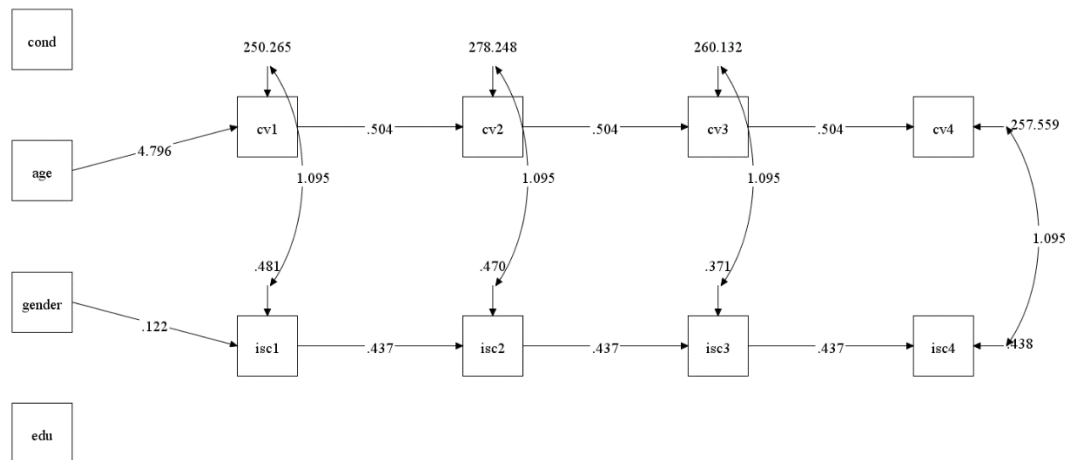 cond
250.265
278.248
260.132
cv1
.504
cv2
.504
cv3
.504
cv4
257.559
4.796
age
1.095
1.095
1.095
1.095
.481
.470
.371
gender
.122
isc1
.437
isc2
.437
isc3
.437
isc4
.438
edu